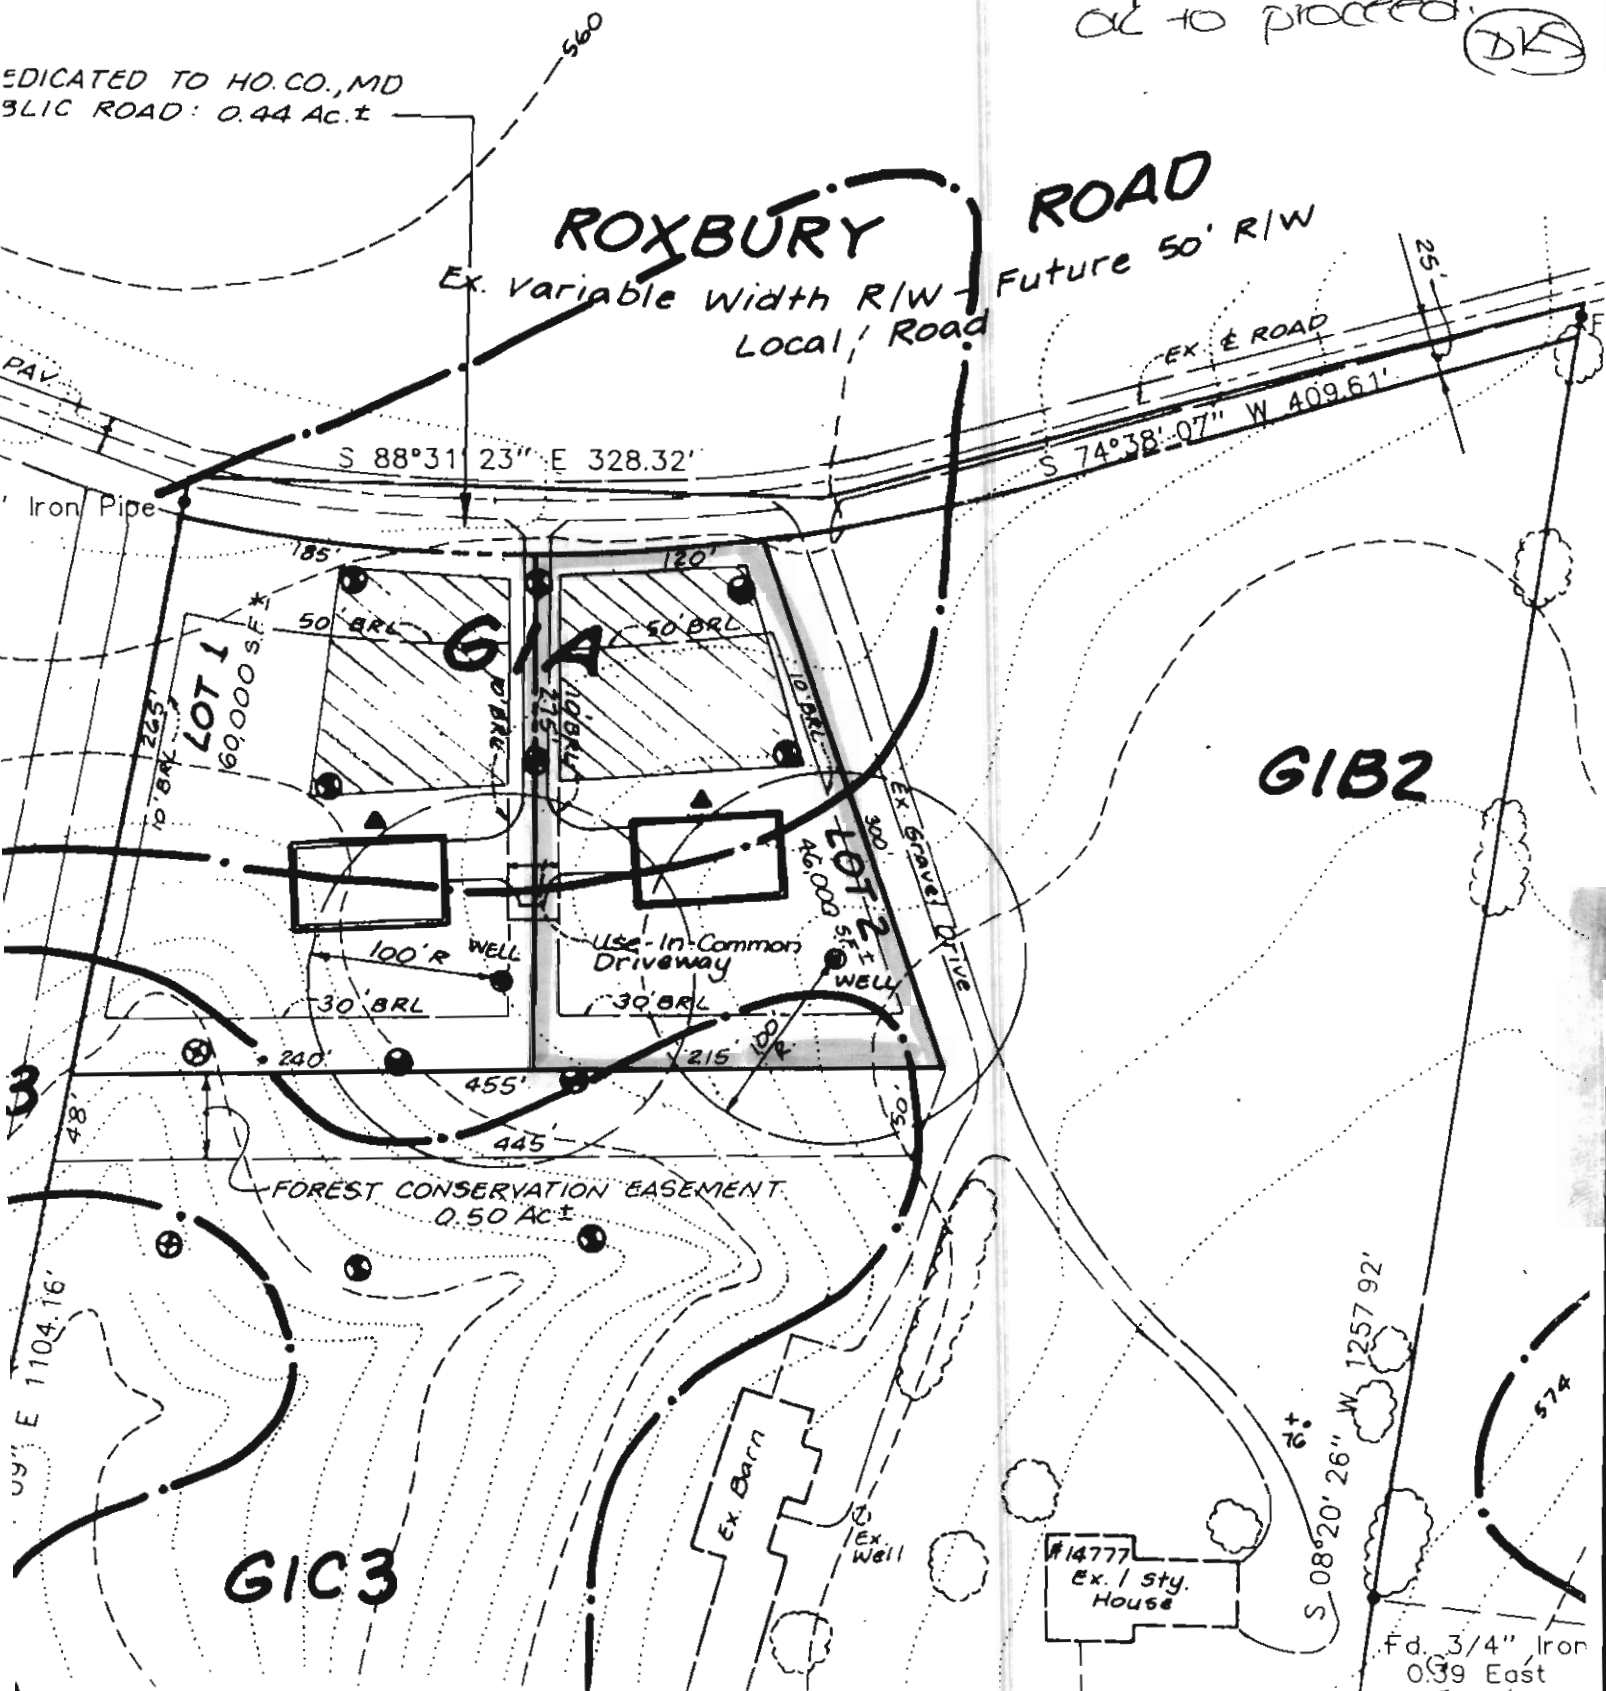 ok to proceed.
DKS
560
EDICATED TO HO.CO., MD
BLIC ROAD: 0.44 AC.±
ROXBURY ROAD
Ex. Variable Width R/W - Future 50' R/W
Local Road
25'
PAV
Ex. ℄ ROAD
S 74°38' 07" W 409.61'
S 88°31' 23" E 328.32'
F
' Iron Pipe
185'
120'
50' BRL
50' BRL
G1A
LOT 1
60,000 S.F.*
265'
10' BRL
10' BRL
275'
10' BRL
10' BRL
G1B2
300'
Ex Gravel Drive
LOT 2
46,000 S.F.±
100' R
WELL
Use-In-Common
Driveway
WELL
30' BRL
30' BRL
240'
215'
100' R
455'
3
48'
50'
445'
FOREST CONSERVATION EASEMENT
0.50 AC±
09" E 1104.16'
S 08°20' 26" W 1257.92'
574
+.
76
Ex. Barn
Ex
Well
#14777
Ex. 1 Sty.
House
G1C3
Fd. 3/4" Iron
0.39 East